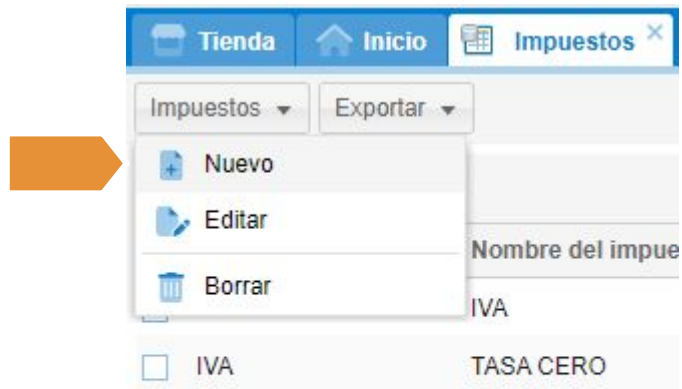 Tienda Inicio Impuestos
Impuestos Exportar
Nuevo
Editar
Nombre del impue
Borrar
IVA
IVA TASA CERO